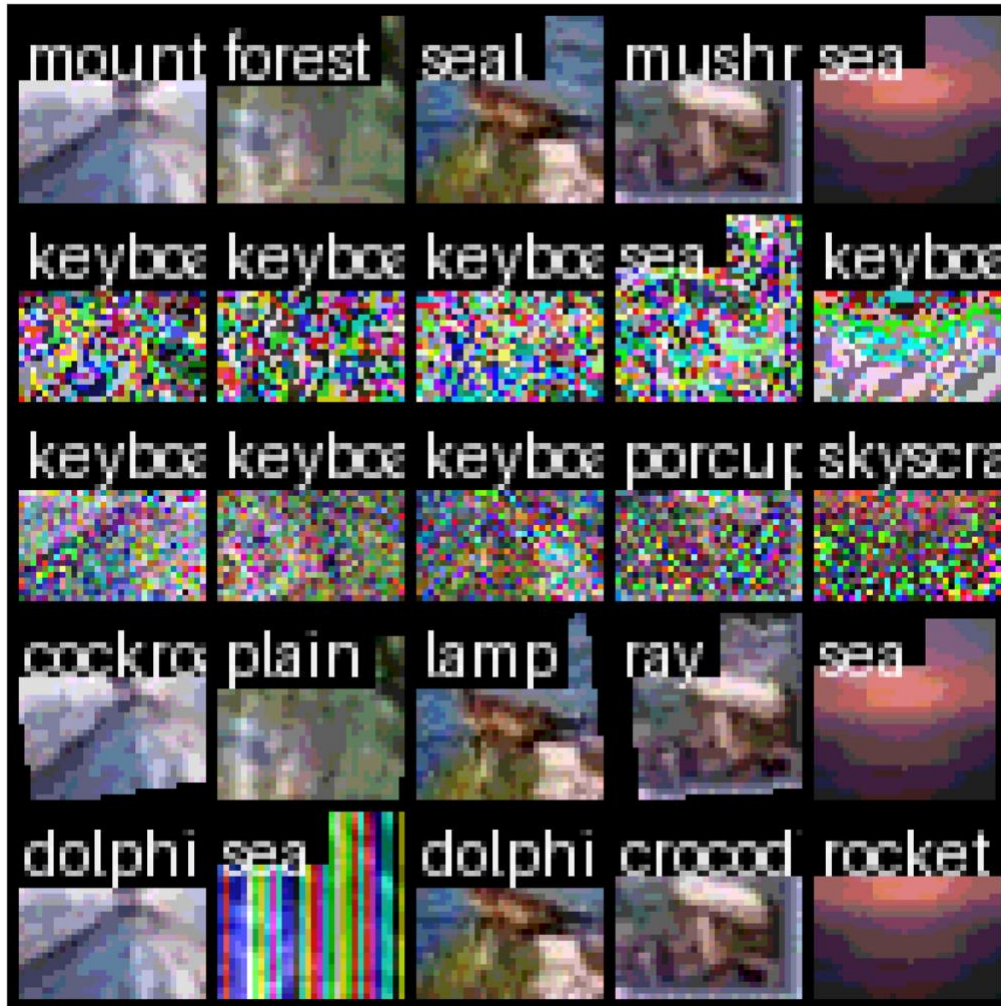 mount forest seal mushr sea
keyboa keyboa keyboa sea keyboa
keyboa keyboa keyboa porcup skyscra
cockro plain lamp ray sea
dolphi sea dolphi crocod rocket